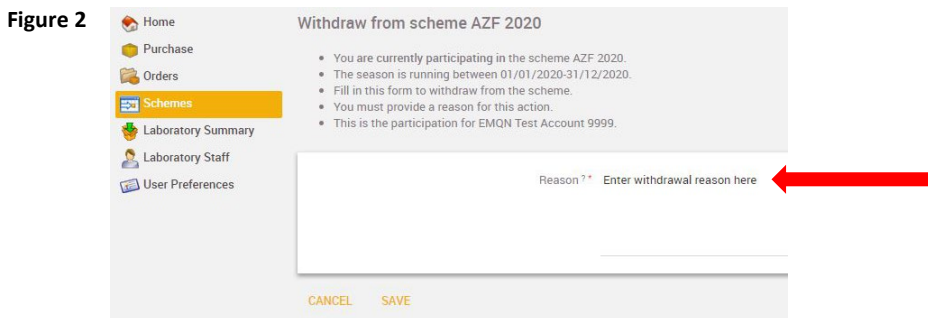 Figure 2
Home
Purchase
Orders
Schemes
Laboratory Summary
Laboratory Staff
User Preferences
Withdraw from scheme AZF 2020
You are currently participating in the scheme AZF 2020.
The season is running between 01/01/2020-31/12/2020.
Fill in this form to withdraw from the scheme.
You must provide a reason for this action.
This is the participation for EMQN Test Account 9999.
Reason ? * Enter withdrawal reason here
CANCEL SAVE